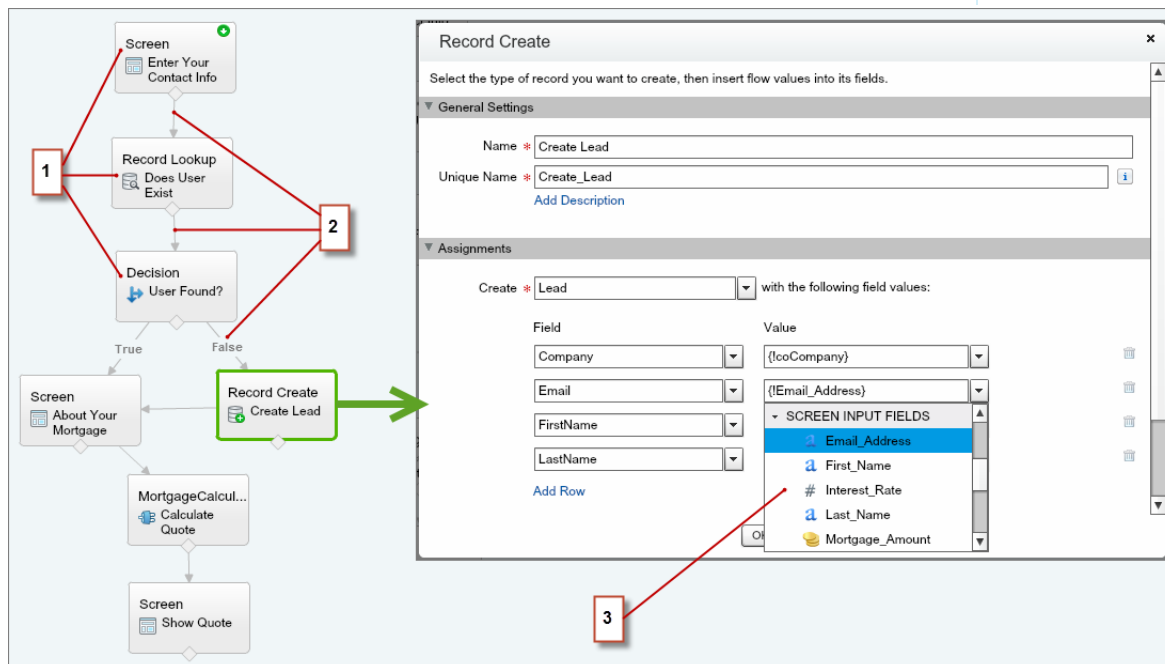 Screen
Enter Your
Contact Info
1
Record Lookup
Does User
Exist
2
Decision
User Found?
True
False
Screen
About Your
Mortgage
Record Create
Create Lead
MortgageCalcul...
Calculate
Quote
Screen
Show Quote
Record Create
×
Select the type of record you want to create, then insert flow values into its fields.
General Settings
Name * Create Lead
Unique Name * Create_Lead
i
Add Description
Assignments
Create * Lead with the following field values:
Field Value
Company {!coCompany}
Email {!Email_Address}
FirstName
LastName
SCREEN INPUT FIELDS
a Email_Address
a First_Name
# Interest_Rate
a Last_Name
Mortgage_Amount
Add Row
3